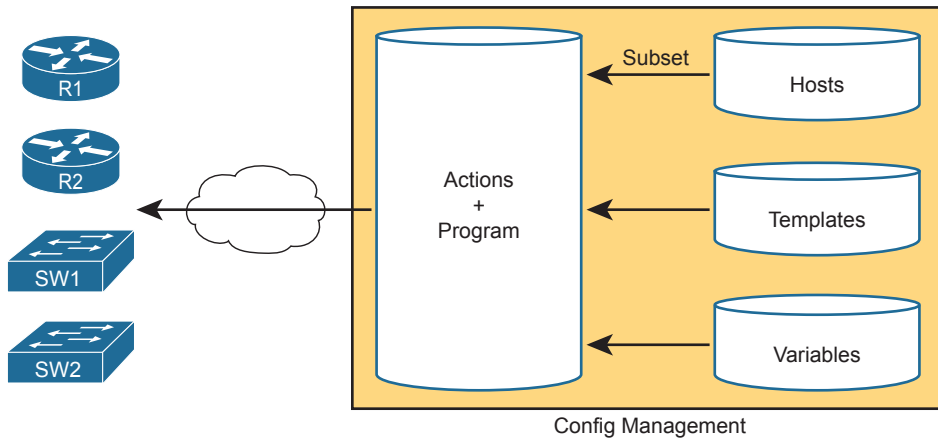 R1
R2
SW1
SW2
Actions
+
Program
Subset
Hosts
Templates
Variables
Config Management